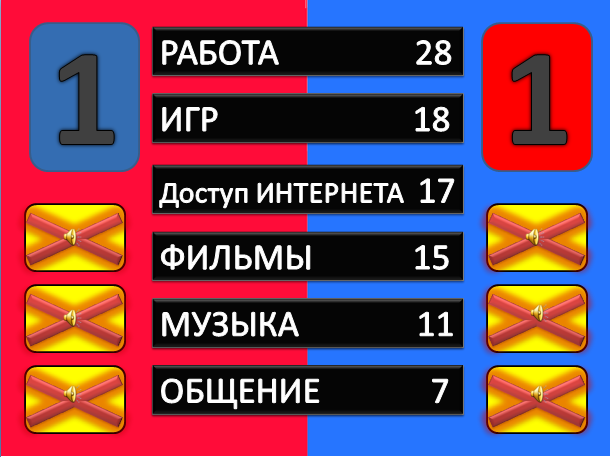 1
РАБОТА 28
1
ИГР 18
Доступ ИНТЕРНЕТА 17
ФИЛЬМЫ 15
МУЗЫКА 11
ОБЩЕНИЕ 7